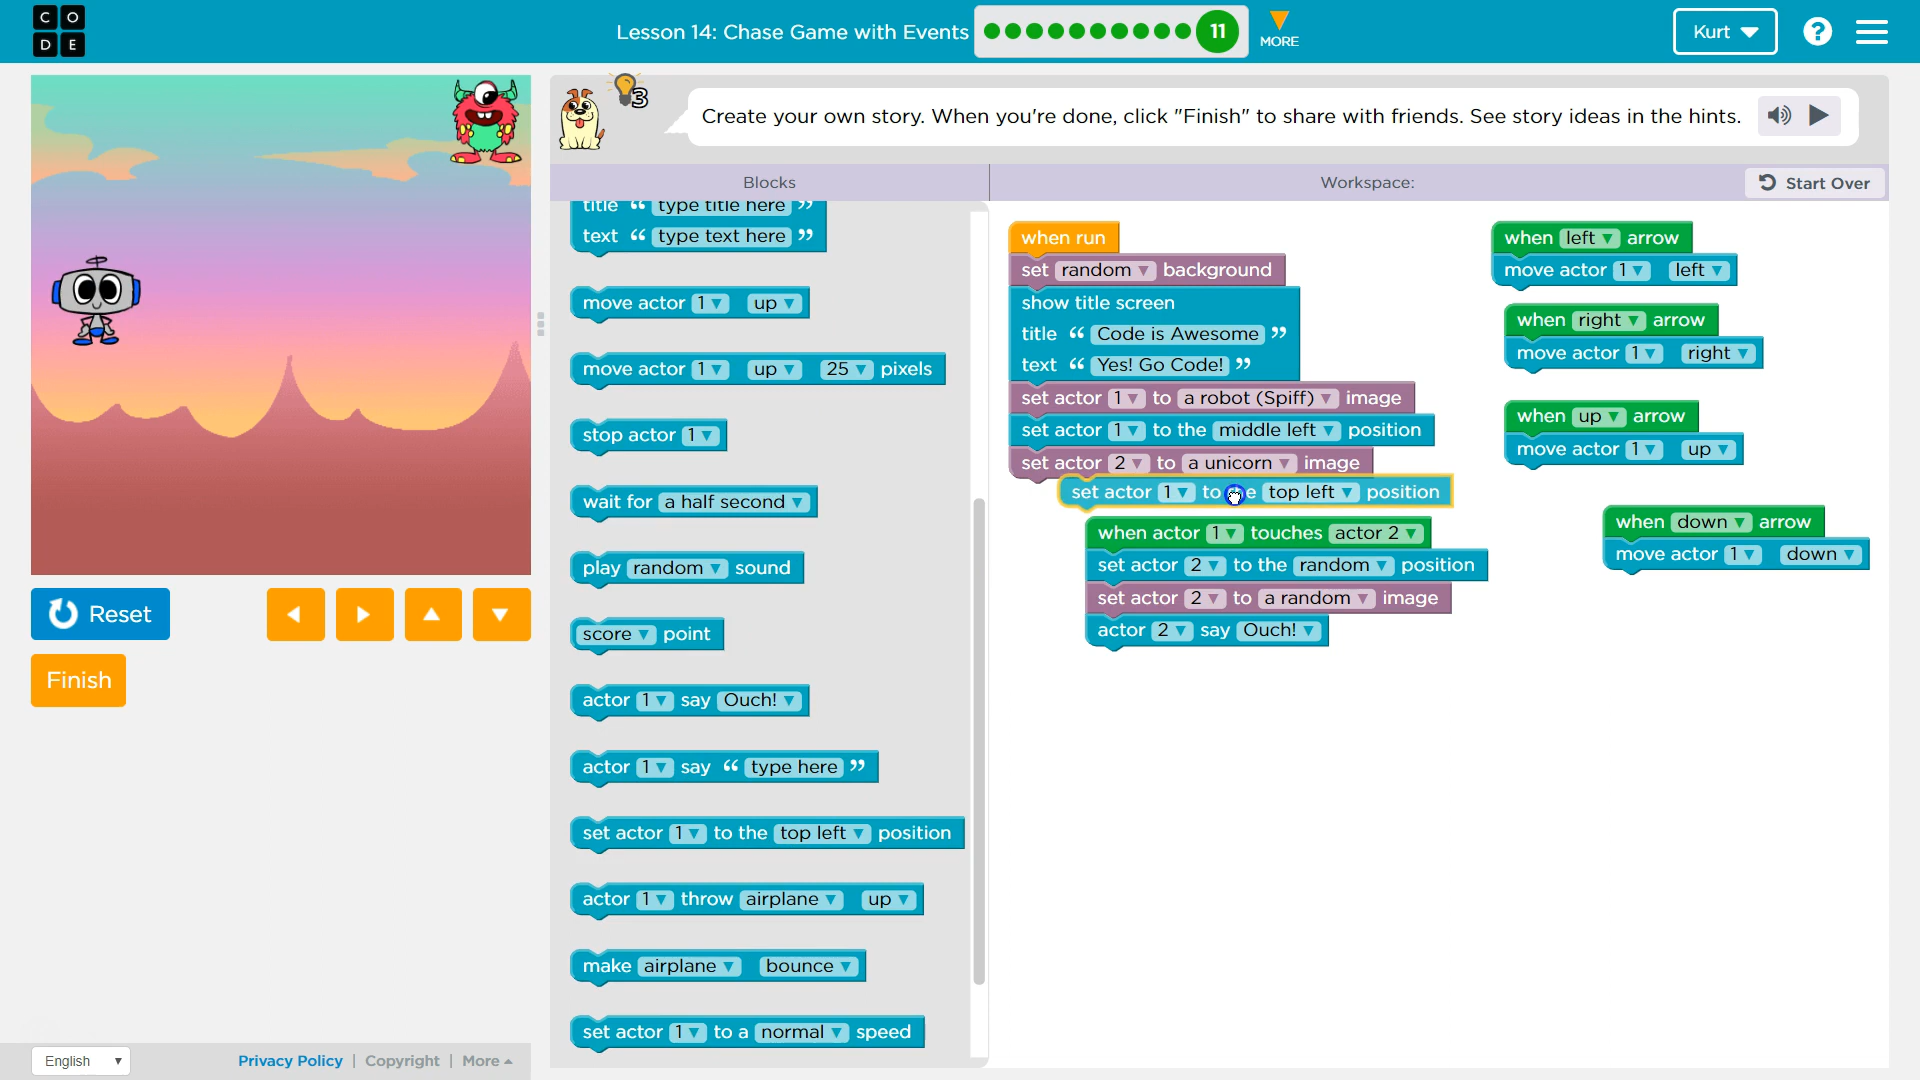 C O
D E
Lesson 14: Chase Game with Events
11
MORE
Kurt
?
3
Create your own story. When you're done, click "Finish" to share with friends. See story ideas in the hints.
Blocks
Workspace:
Start Over
title “ type title here ”
text “ type text here ”
move actor 1 up
move actor 1 up 25 pixels
stop actor 1
wait for a half second
play random sound
score point
actor 1 say Ouch!
actor 1 say “ type here ”
set actor 1 to the top left position
actor 1 throw airplane up
make airplane bounce
set actor 1 to a normal speed
when run
set random background
show title screen
title “ Code is Awesome ”
text “ Yes! Go Code! ”
set actor 1 to a robot (Spiff) image
set actor 1 to the middle left position
set actor 2 to a unicorn image
set actor 1 to the top left position
when actor 1 touches actor 2
set actor 2 to the random position
set actor 2 to a random image
actor 2 say Ouch!
when left arrow
move actor 1 left
when right arrow
move actor 1 right
when up arrow
move actor 1 up
when down arrow
move actor 1 down
Reset
Finish
English
Privacy Policy | Copyright | More